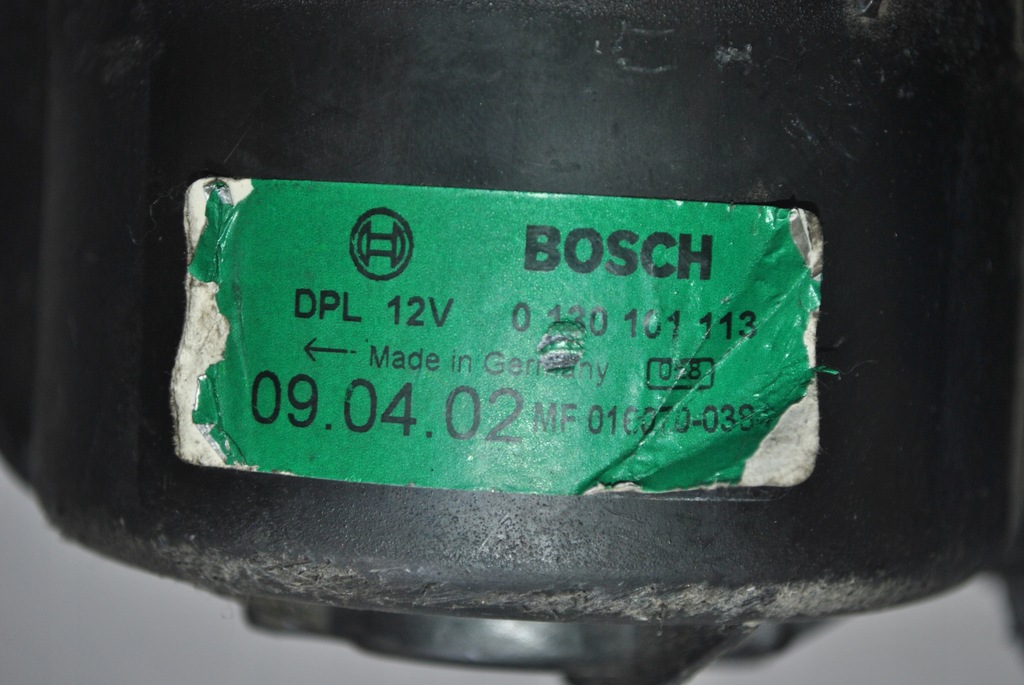 BOSCH
DPL 12V 0 130 101 113
← Made in Germany
09.04.02 MF